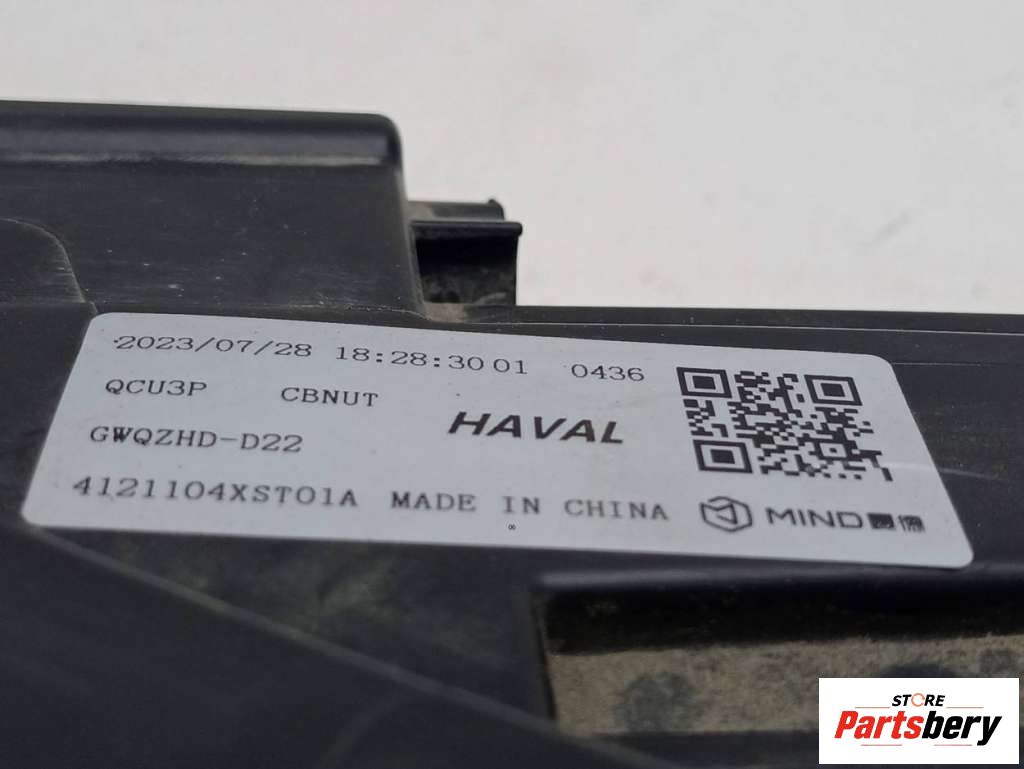 2023/07/28 18:28:30 01 0436
QCU3P CBNUT
HAVAL
GWQZHD-D22
4121104XST01A MADE IN CHINA
MIND
STORE
Partsbery